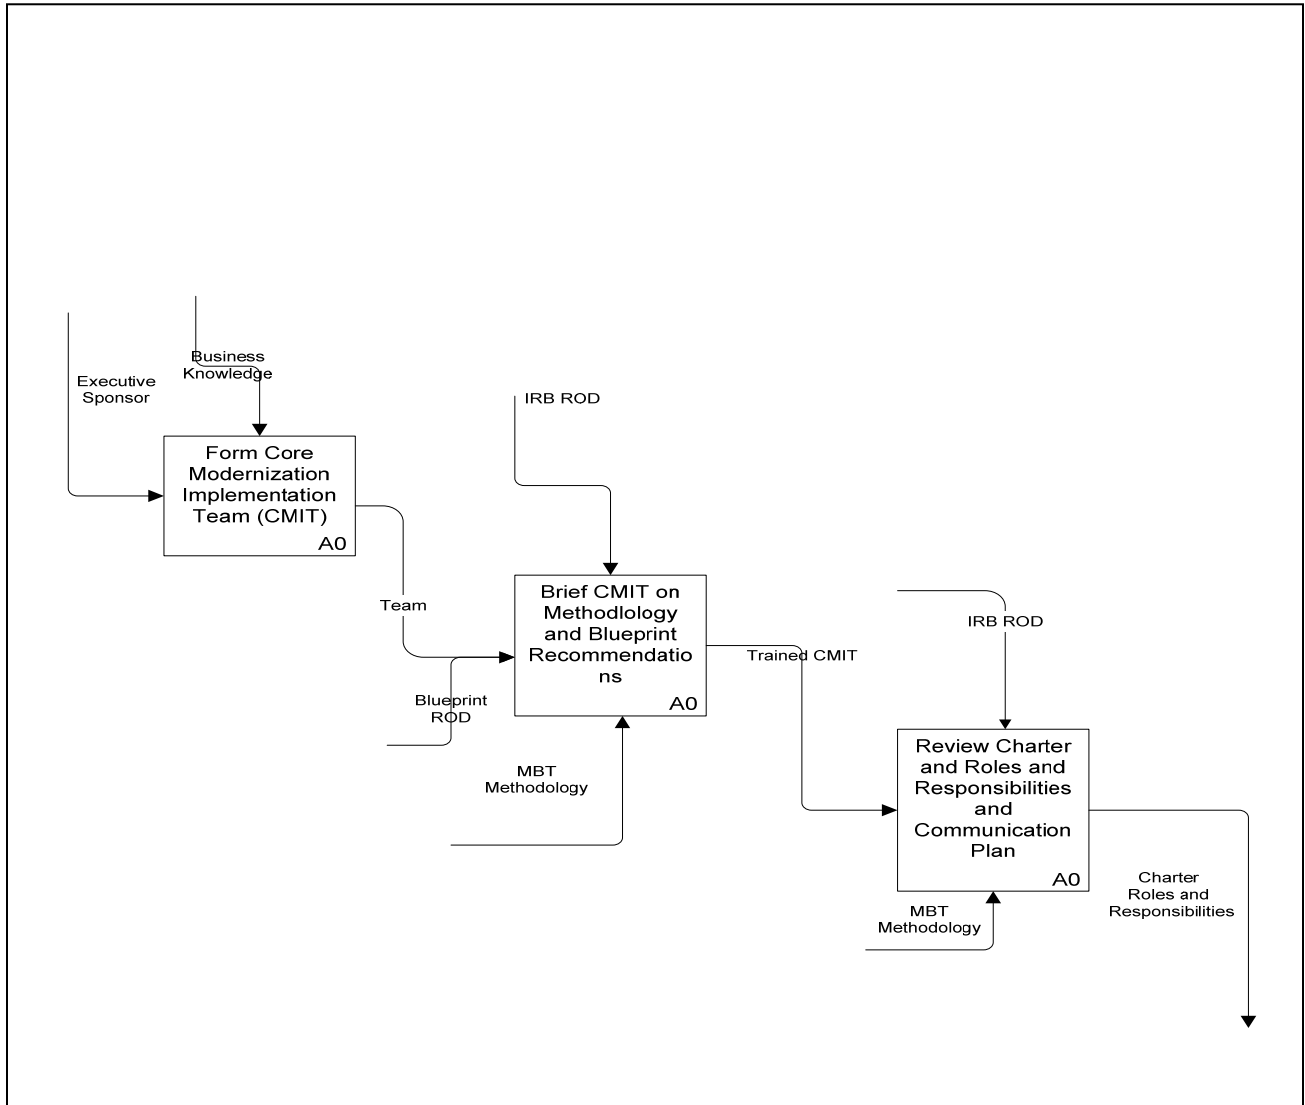 Business
Knowledge
Executive
Sponsor
IRB ROD
Form Core
Modernization
Implementation
Team (CMIT)
A0
Team
Brief CMIT on
Methodlology
and Blueprint
Recommendatio
ns
A0
IRB ROD
Trained CMIT
Blueprint
ROD
MBT
Methodology
Review Charter
and Roles and
Responsibilities
and
Communication
Plan
A0
Charter
Roles and
Responsibilities
MBT
Methodology